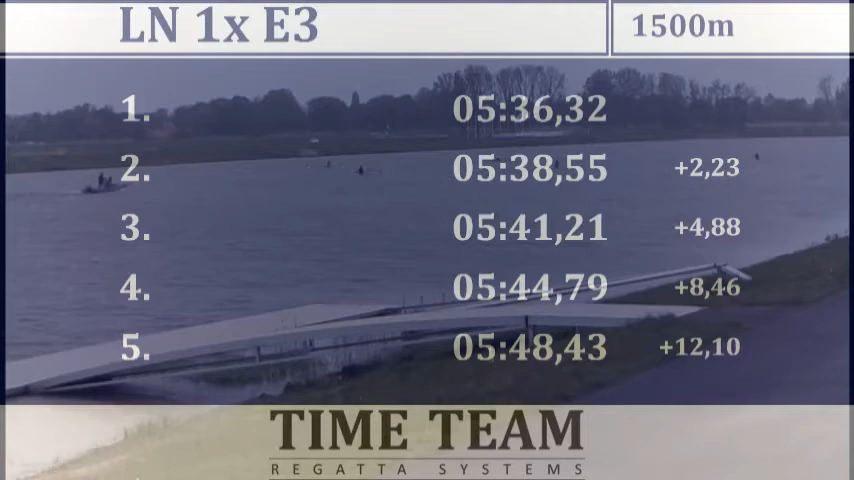 LN 1x E3 1500m
1. 05:36,32
2. 05:38,55 +2,23
3. 05:41,21 +4,88
4. 05:44,79 +8,46
5. 05:48,43 +12,10
TIME TEAM
REGATTA SYSTEMS